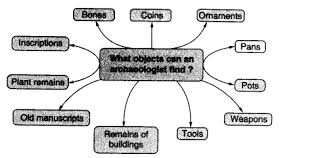 Bones
Coins
Ornaments
Inscriptions
What objects can an
archaeologist find ?
Pans
Plant remains
Pots
Old manuscripts
Remains of
buildings
Tools
Weapons